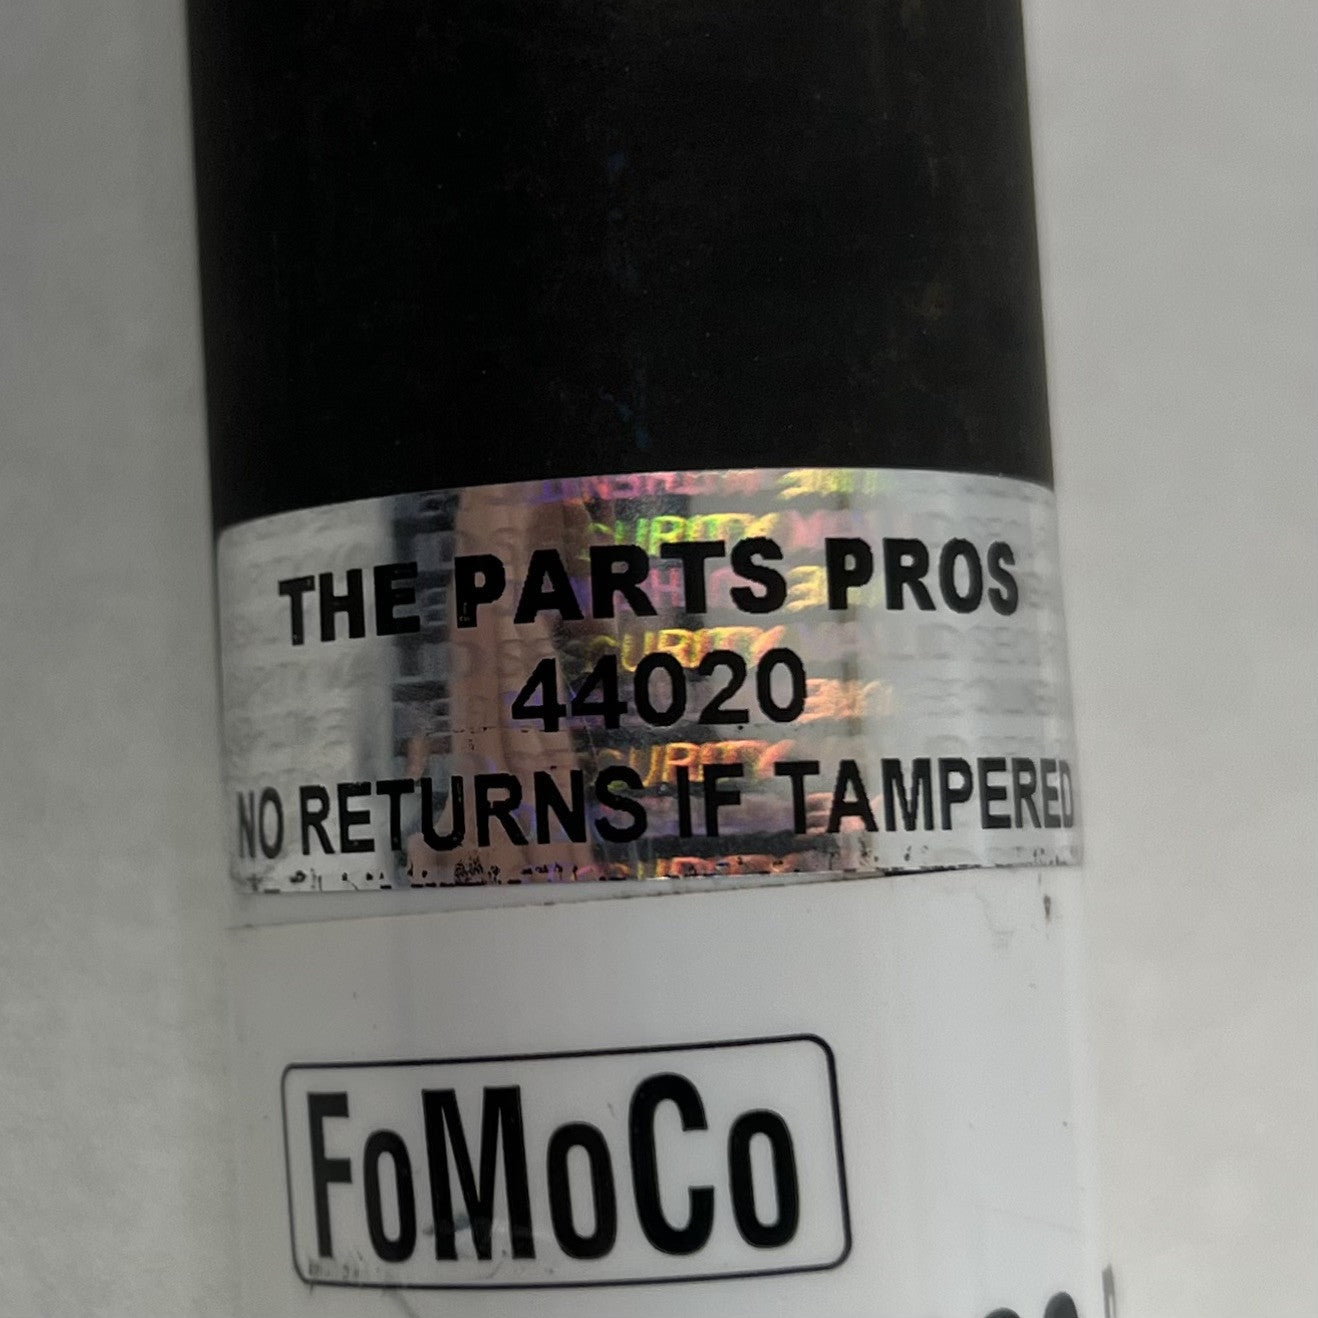 THE PARTS PROS
44020
NO RETURNS IF TAMPERED
FoMoCo